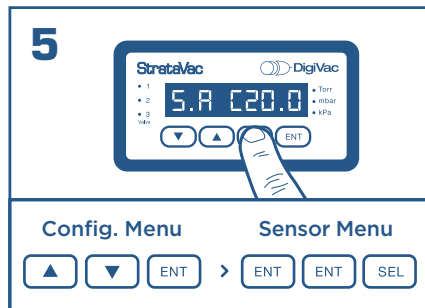 5
StrataVac DigiVac
• 1
• 2
• 3
Valve
S.A C20.0
• Torr
• mbar
• kPa
▼ ▲ ENT
Config. Menu
▲ ▼ ENT >
Sensor Menu
ENT ENT SEL